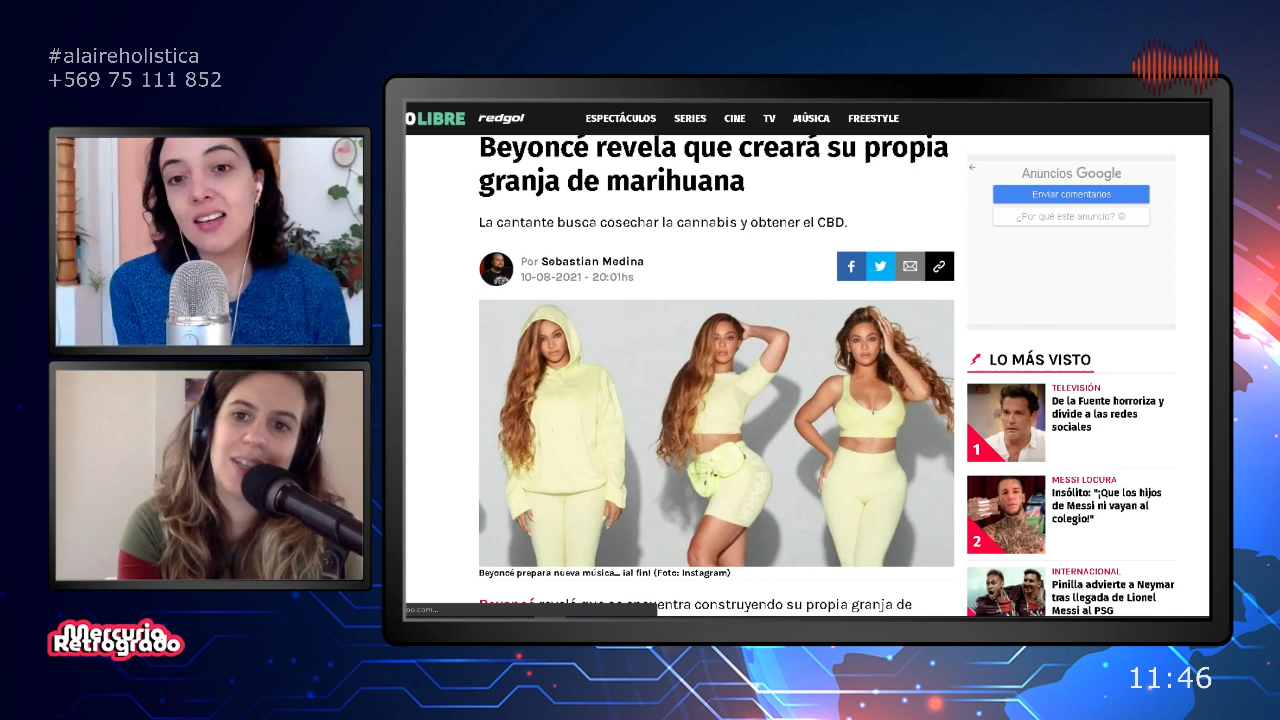 #alaireholistica
+569 75 111 852
O LIBRE
redgol
ESPECTÁCULOS SERIES CINE TV MÚSICA FREESTYLE
Beyoncé revela que creará su propia
granja de marihuana
La cantante busca cosechar la cannabis y obtener el CBD.
Por Sebastian Medina
10-08-2021 - 20:01hs
Beyoncé prepara nueva música... ¡al fin! (Foto: Instagram)
Beyoncé reveló que se encuentra construyendo su propia granja de
oo.com...
Anuncios Google
Enviar comentarios
¿Por qué este anuncio?
LO MÁS VISTO
TELEVISIÓN
De la Fuente horroriza y
divide a las redes
sociales
1
MESSI LOCURA
Insólito: "¡Que los hijos
de Messi ni vayan al
colegio!"
2
INTERNACIONAL
Pinilla advierte a Neymar
tras llegada de Lionel
Messi al PSG
Mercurio
Retrogrado
11:46